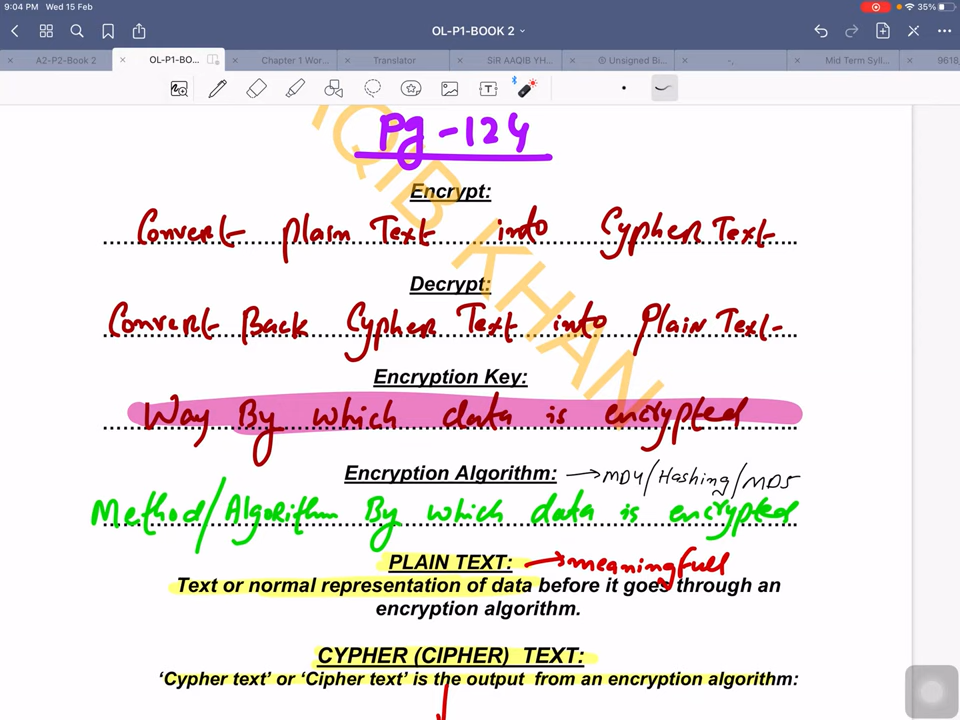 9:04 PM Wed 15 Feb
35%
OL-P1-BOOK 2
A2-P2-Book 2
OL-P1-BO...
Chapter 1 Wor...
Translator
SIR AAQIB YH...
Unsigned Bi...
Mid Term Syll...
9618
Pg-124
AQIB KHAN
Encrypt:
Convert plain Text into Cypher Text
Decrypt:
Convert Back Cypher Text into Plain Text
Encryption Key:
Way By which data is encrypted
Encryption Algorithm: →MD4/Hashing/MD5
Method/Algorithm By which data is encrypted
PLAIN TEXT: →meaningfull
Text or normal representation of data before it goes through an
encryption algorithm.
CYPHER (CIPHER) TEXT:
‘Cypher text’ or ‘Cipher text’ is the output from an encryption algorithm: